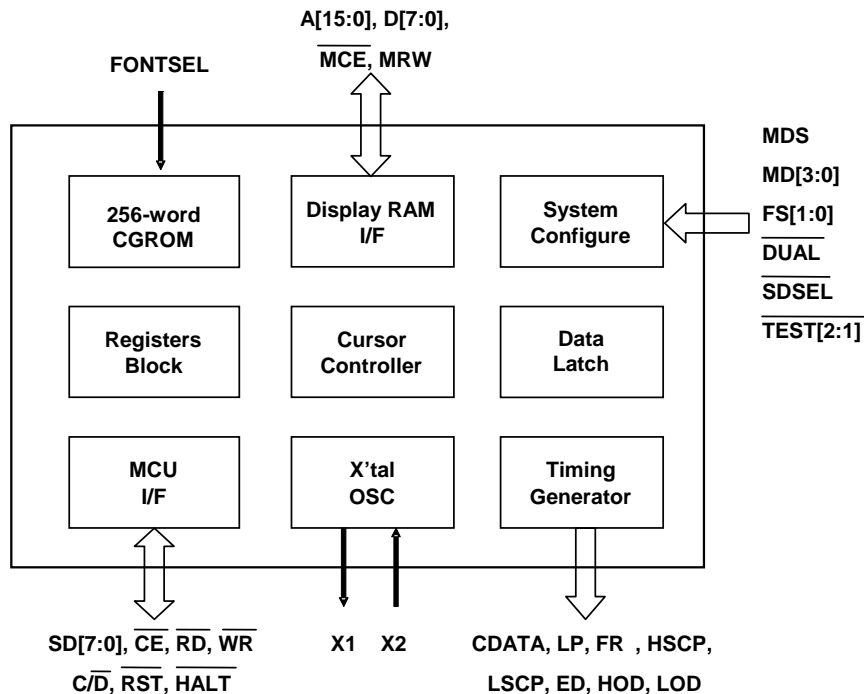 A[15:0], D[7:0],
MCE, MRW
FONTSEL
MDS
MD[3:0]
FS[1:0]
DUAL
SDSEL
TEST[2:1]
256-word
CGROM
Display RAM
I/F
System
Configure
Registers
Block
Cursor
Controller
Data
Latch
MCU
I/F
X'tal
OSC
Timing
Generator
SD[7:0], CE, RD, WR
C/D, RST, HALT
X1 X2
CDATA, LP, FR , HSCP,
LSCP, ED, HOD, LOD